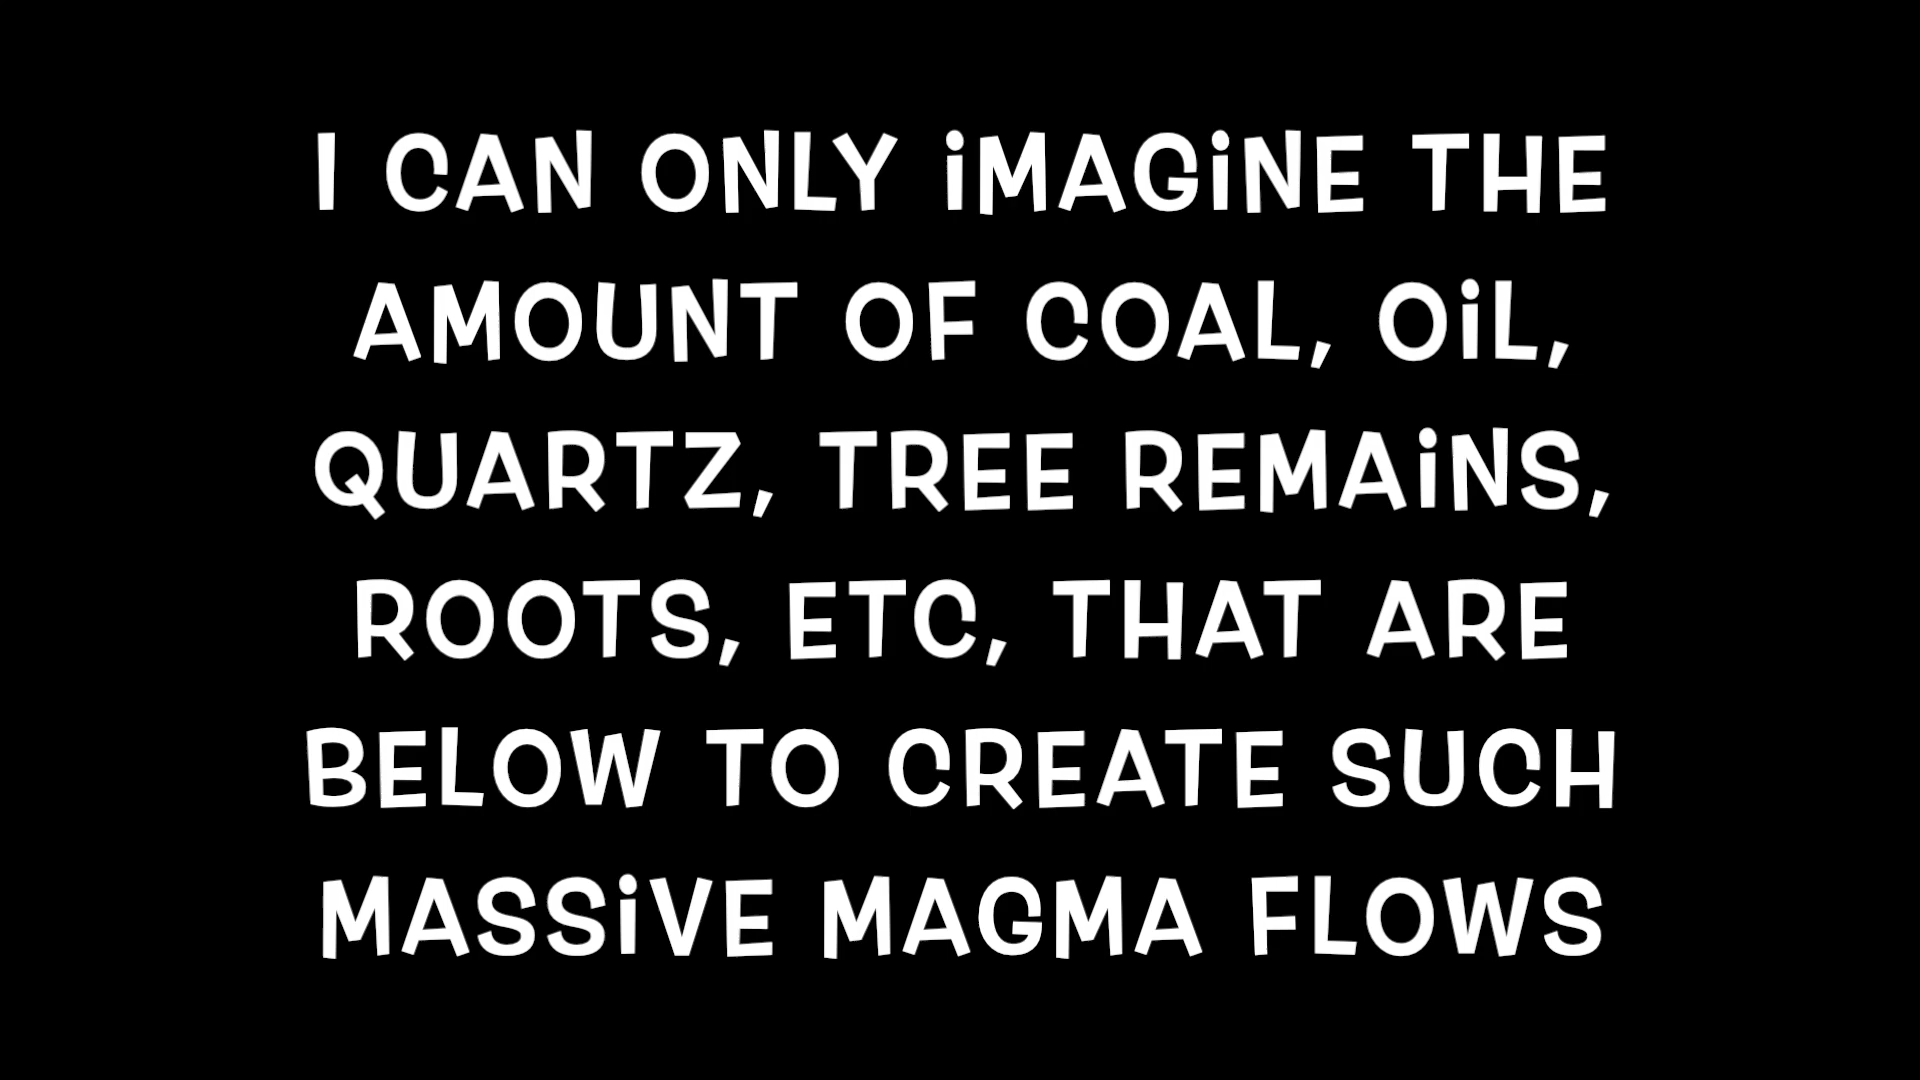 I CAN ONLY iMAGiNE THE
AMOUNT OF COAL, OiL,
QUARTZ, TREE REMAiNS,
ROOTS, ETC, THAT ARE
BELOW TO CREATE SUCH
MASSiVE MAGMA FLOWS